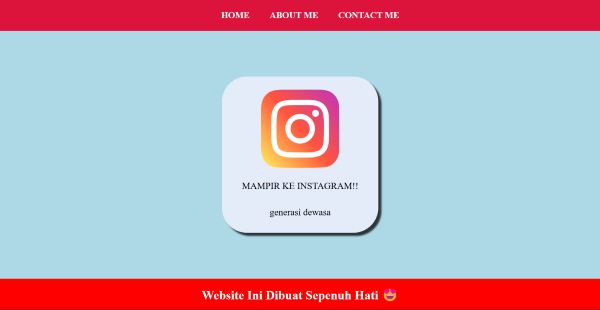 HOME ABOUT ME CONTACT ME
MAMPIR KE INSTAGRAM!!
generasi dewasa
Website Ini Dibuat Sepenuh Hati 🤩